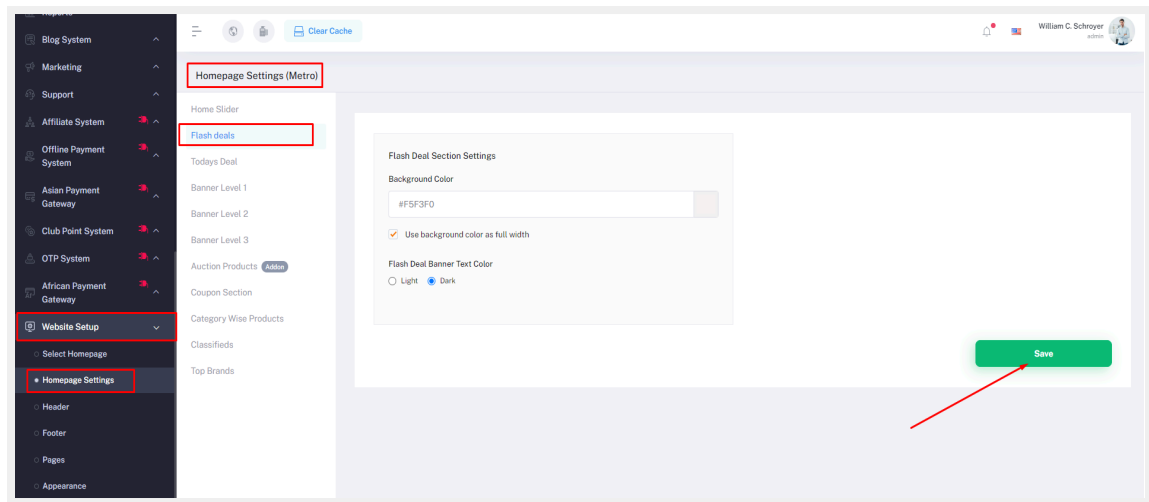 Reports
Blog System
Marketing
Support
Affiliate System
Offline Payment
System
Asian Payment
Gateway
Club Point System
OTP System
African Payment
Gateway
Website Setup
Select Homepage
Homepage Settings
Header
Footer
Pages
Appearance
Clear Cache
William C. Schroyer
admin
Homepage Settings (Metro)
Home Slider
Flash deals
Todays Deal
Banner Level 1
Banner Level 2
Banner Level 3
Auction Products Addon
Coupon Section
Category Wise Products
Classifieds
Top Brands
Flash Deal Section Settings
Background Color
#F5F3F0
Use background color as full width
Flash Deal Banner Text Color
Light Dark
Save